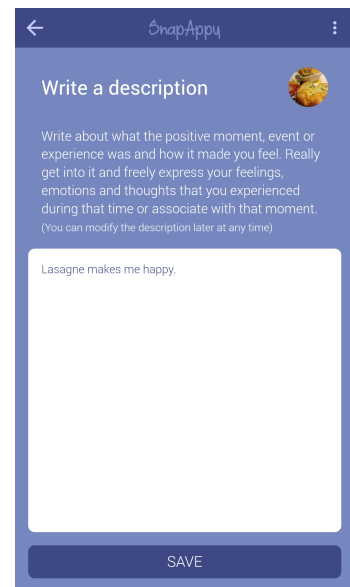 SnapAppy
Write a description
Write about what the positive moment, event or
experience was and how it made you feel. Really
get into it and freely express your feelings,
emotions and thoughts that you experienced
during that time or associate with that moment.
(You can modify the description later at any time)
Lasagne makes me happy.
SAVE